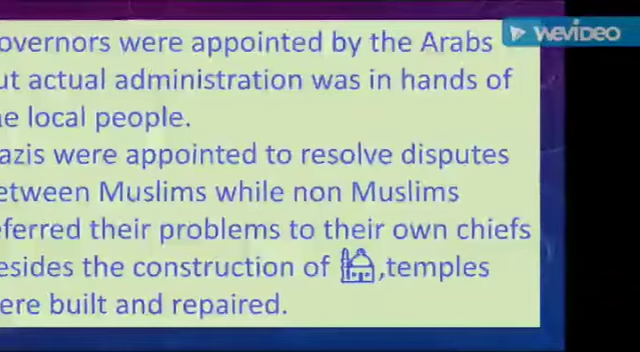 overnors were appointed by the Arabs
ut actual administration was in hands of
e local people.
azis were appointed to resolve disputes
etween Muslims while non Muslims
eferred their problems to their own chiefs
esides the construction of ,temples
ere built and repaired.
WEVIDEO